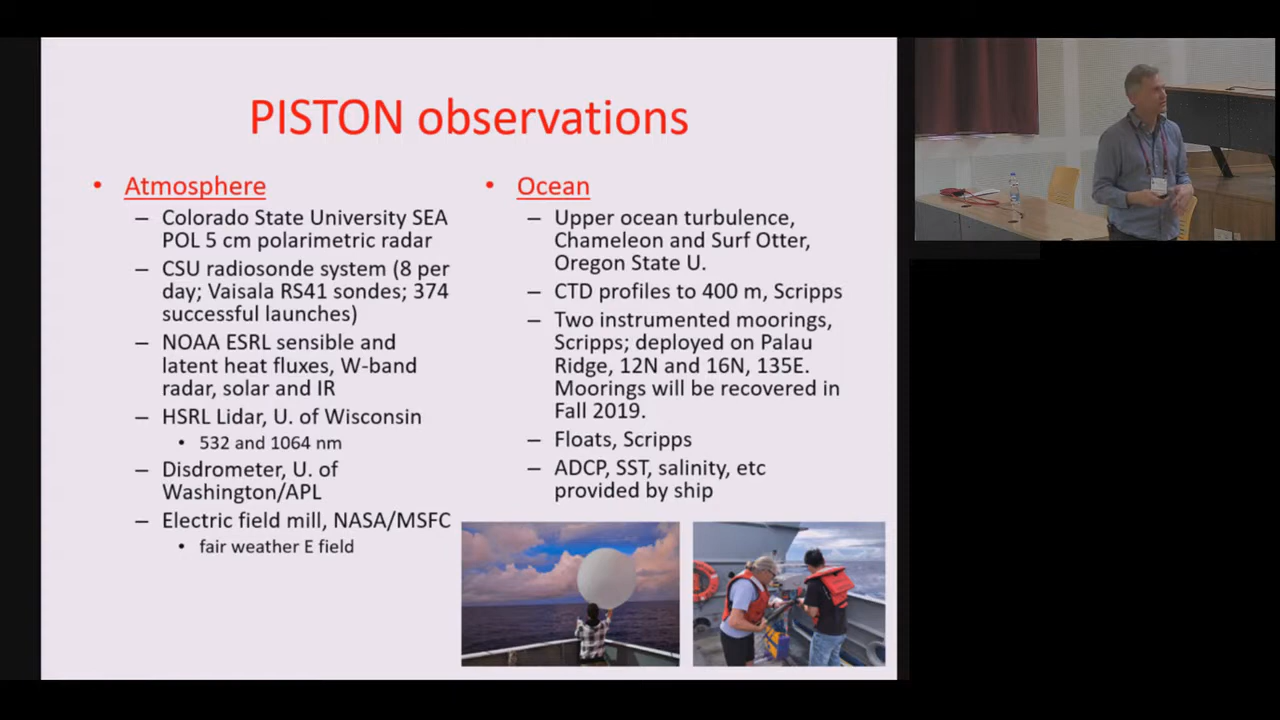 PISTON observations
• Atmosphere
– Colorado State University SEA
POL 5 cm polarimetric radar
– CSU radiosonde system (8 per
day; Vaisala RS41 sondes; 374
successful launches)
– NOAA ESRL sensible and
latent heat fluxes, W-band
radar, solar and IR
– HSRL Lidar, U. of Wisconsin
• 532 and 1064 nm
– Disdrometer, U. of
Washington/APL
– Electric field mill, NASA/MSFC
• fair weather E field
• Ocean
– Upper ocean turbulence,
Chameleon and Surf Otter,
Oregon State U.
– CTD profiles to 400 m, Scripps
– Two instrumented moorings,
Scripps; deployed on Palau
Ridge, 12N and 16N, 135E.
Moorings will be recovered in
Fall 2019.
– Floats, Scripps
– ADCP, SST, salinity, etc
provided by ship